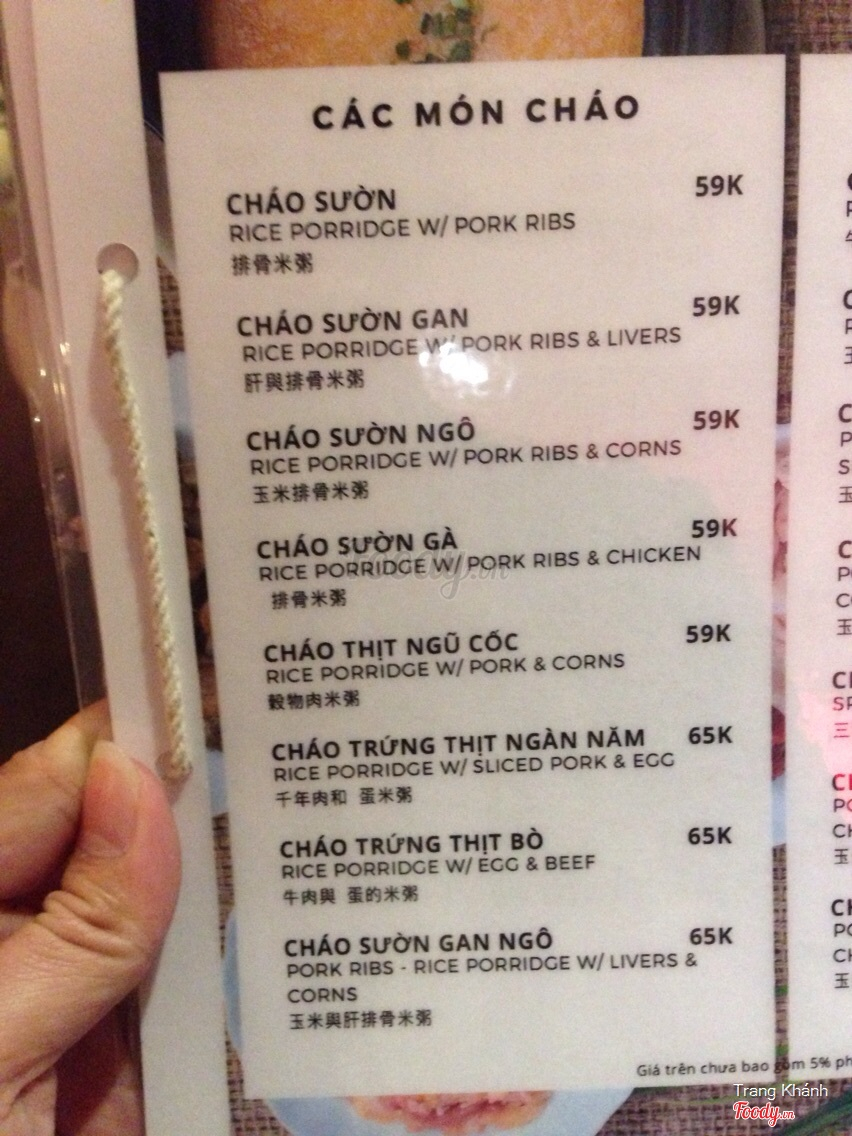 CÁC MÓN CHÁO
CHÁO SƯỜN 59K
RICE PORRIDGE W/ PORK RIBS
排骨米粥
CHÁO SƯỜN GAN 59K
RICE PORRIDGE W/ PORK RIBS & LIVERS
肝與排骨米粥
CHÁO SƯỜN NGÔ 59K
RICE PORRIDGE W/ PORK RIBS & CORNS
玉米排骨米粥
CHÁO SƯỜN GÀ 59K
RICE PORRIDGE W/ PORK RIBS & CHICKEN
排骨米粥
CHÁO THỊT NGŨ CỐC 59K
RICE PORRIDGE W/ PORK & CORNS
穀物肉米粥
CHÁO TRỨNG THỊT NGÀN NĂM 65K
RICE PORRIDGE W/ SLICED PORK & EGG
千年肉和 蛋米粥
CHÁO TRỨNG THỊT BÒ 65K
RICE PORRIDGE W/ EGG & BEEF
牛肉與 蛋的米粥
CHÁO SƯỜN GAN NGÔ 65K
PORK RIBS - RICE PORRIDGE W/ LIVERS &
CORNS
玉米與肝排骨米粥
Giá trên chưa bao gồm 5%
Trang Khánh
Foody.vn